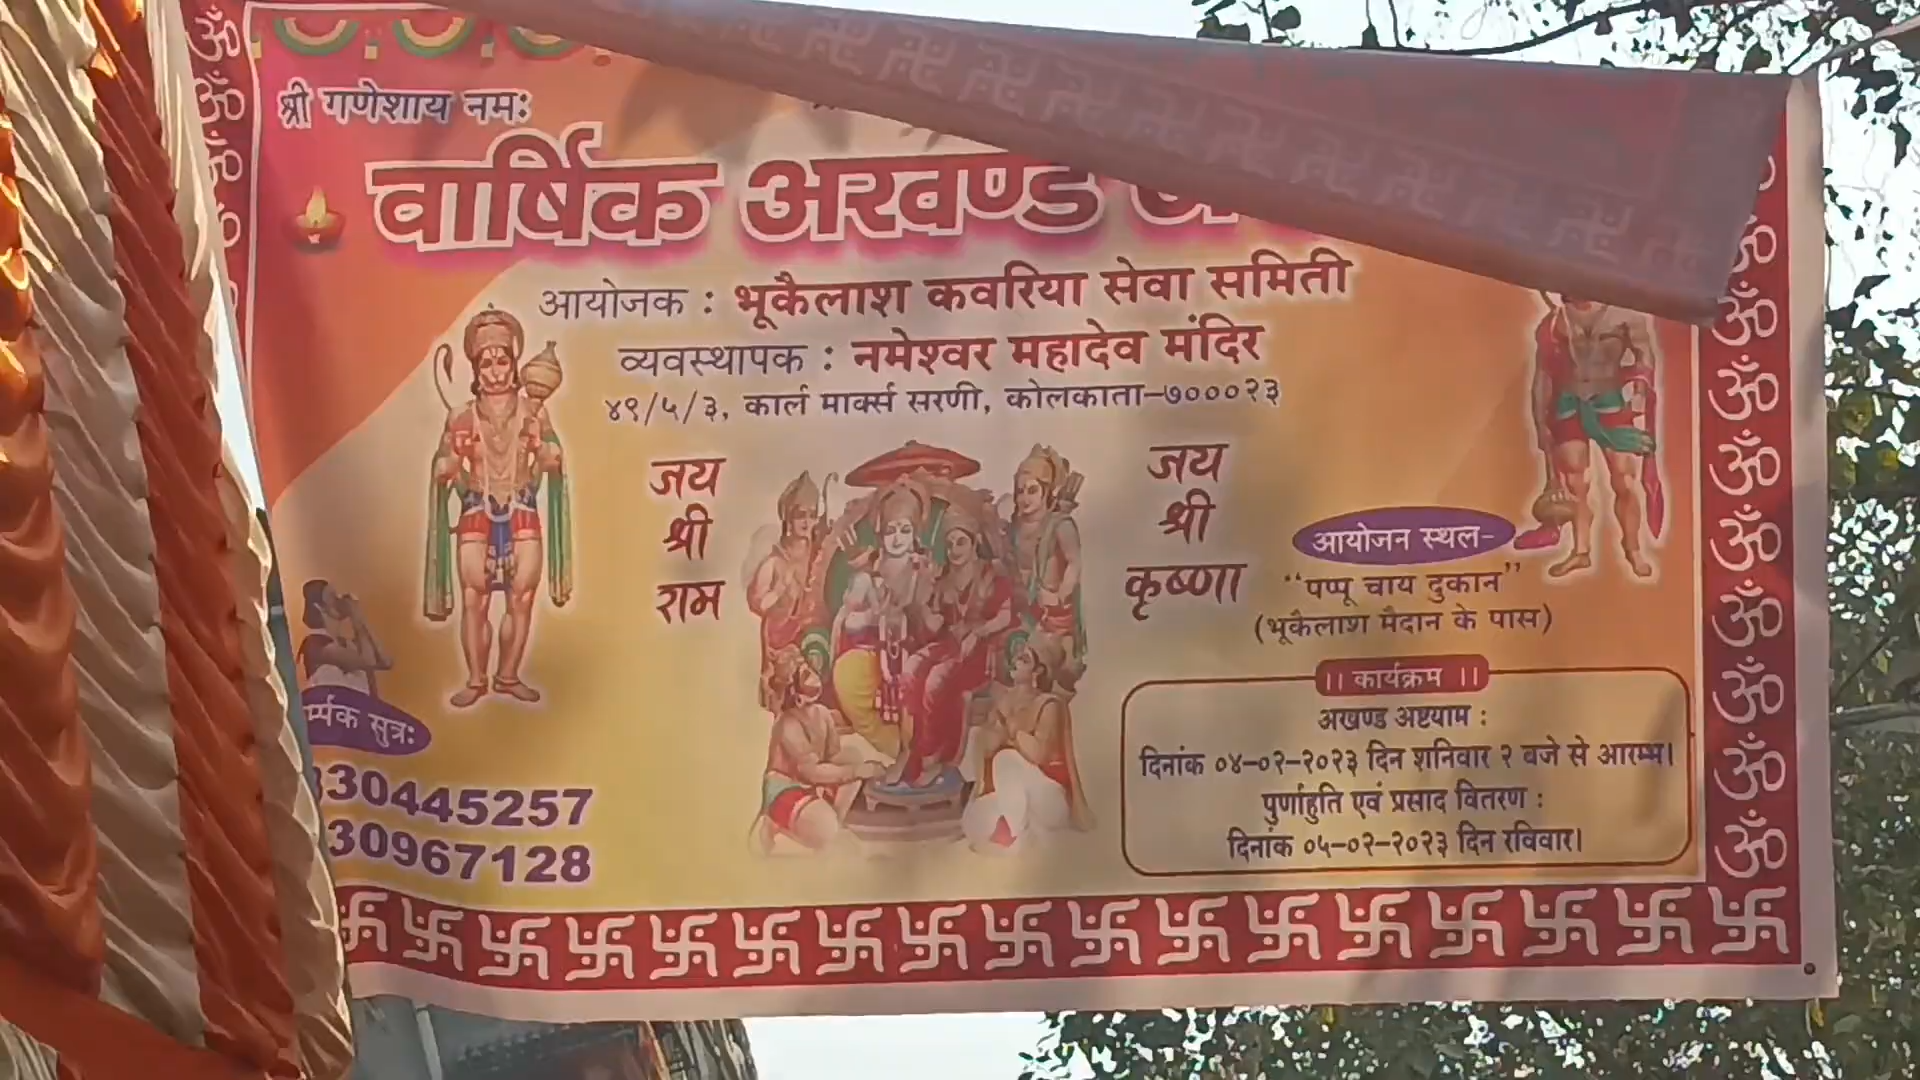 श्री गणेशाय नमः
वार्षिक अखण्ड
आयोजक : भूकैलाश कवरिया सेवा समिती
व्यवस्थापक : नमेश्वर महादेव मंदिर
४९/५/३, कार्ल मार्क्स सरणी, कोलकाता-७०००२३
जय
श्री
राम
जय
श्री
कृष्णा
आयोजन स्थल-
"पप्पू चाय दुकान"
(भूकैलाश मैदान के पास)
।। कार्यक्रम ।।
अखण्ड अष्टयाम :
दिनांक ०४-०२-२०२३ दिन शनिवार २ बजे से आरम्भ।
पुर्णाहुति एवं प्रसाद वितरण :
दिनांक ०५-०२-२०२३ दिन रविवार।
सुत्रः
30445257
30967128